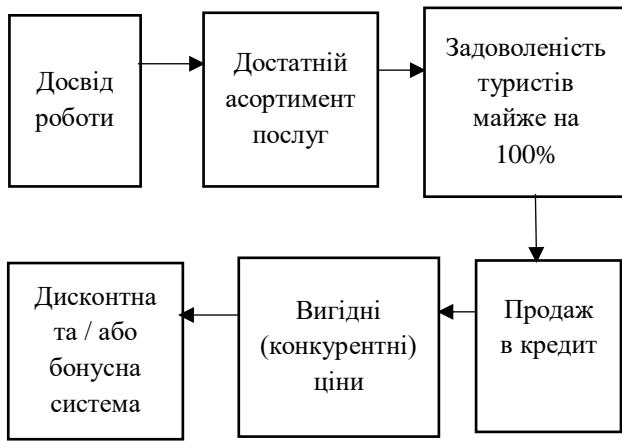 Досвід
роботи
Достатній
асортимент
послуг
Задоволеність
туристів
майже на
100%
Продаж
в кредит
Вигідні
(конкурентні)
ціни
Дисконтна
та / або
бонусна
система